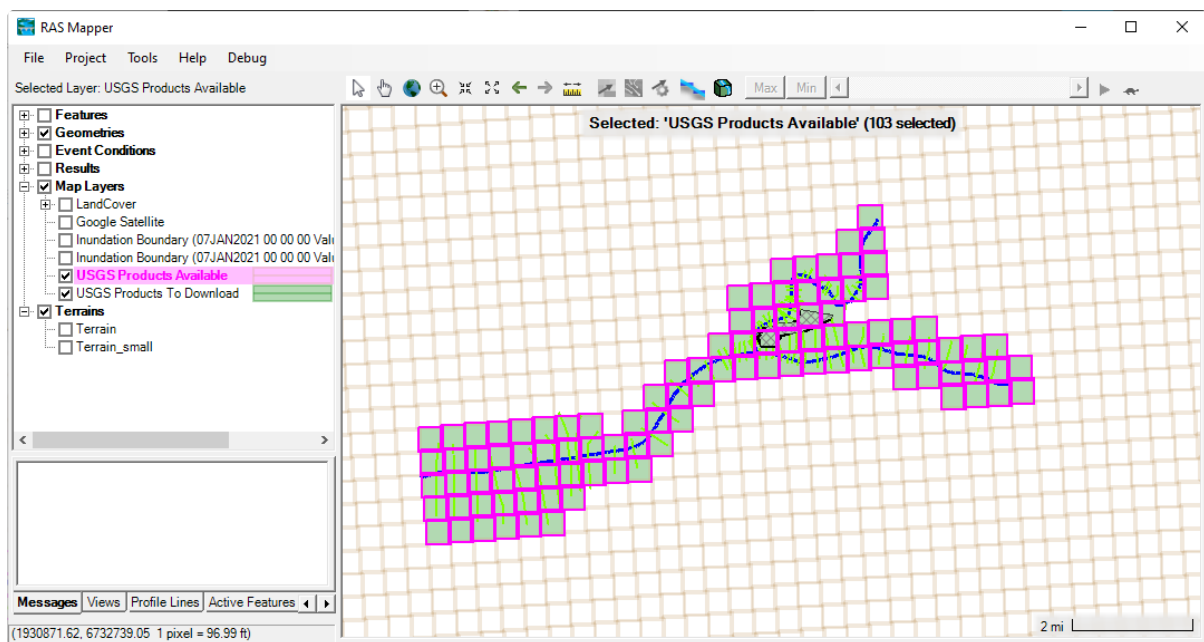 RAS Mapper
File Project Tools Help Debug
Selected Layer: USGS Products Available
Max Min
Features
Geometries
Event Conditions
Results
Map Layers
LandCover
Google Satellite
Inundation Boundary (07JAN2021 00 00 00 Valu
Inundation Boundary (07JAN2021 00 00 00 Valu
USGS Products Available
USGS Products To Download
Terrains
Terrain
Terrain_small
Selected: 'USGS Products Available' (103 selected)
Messages Views Profile Lines Active Features
(1930871.62, 6732739.05 1 pixel = 96.99 ft)
2 mi